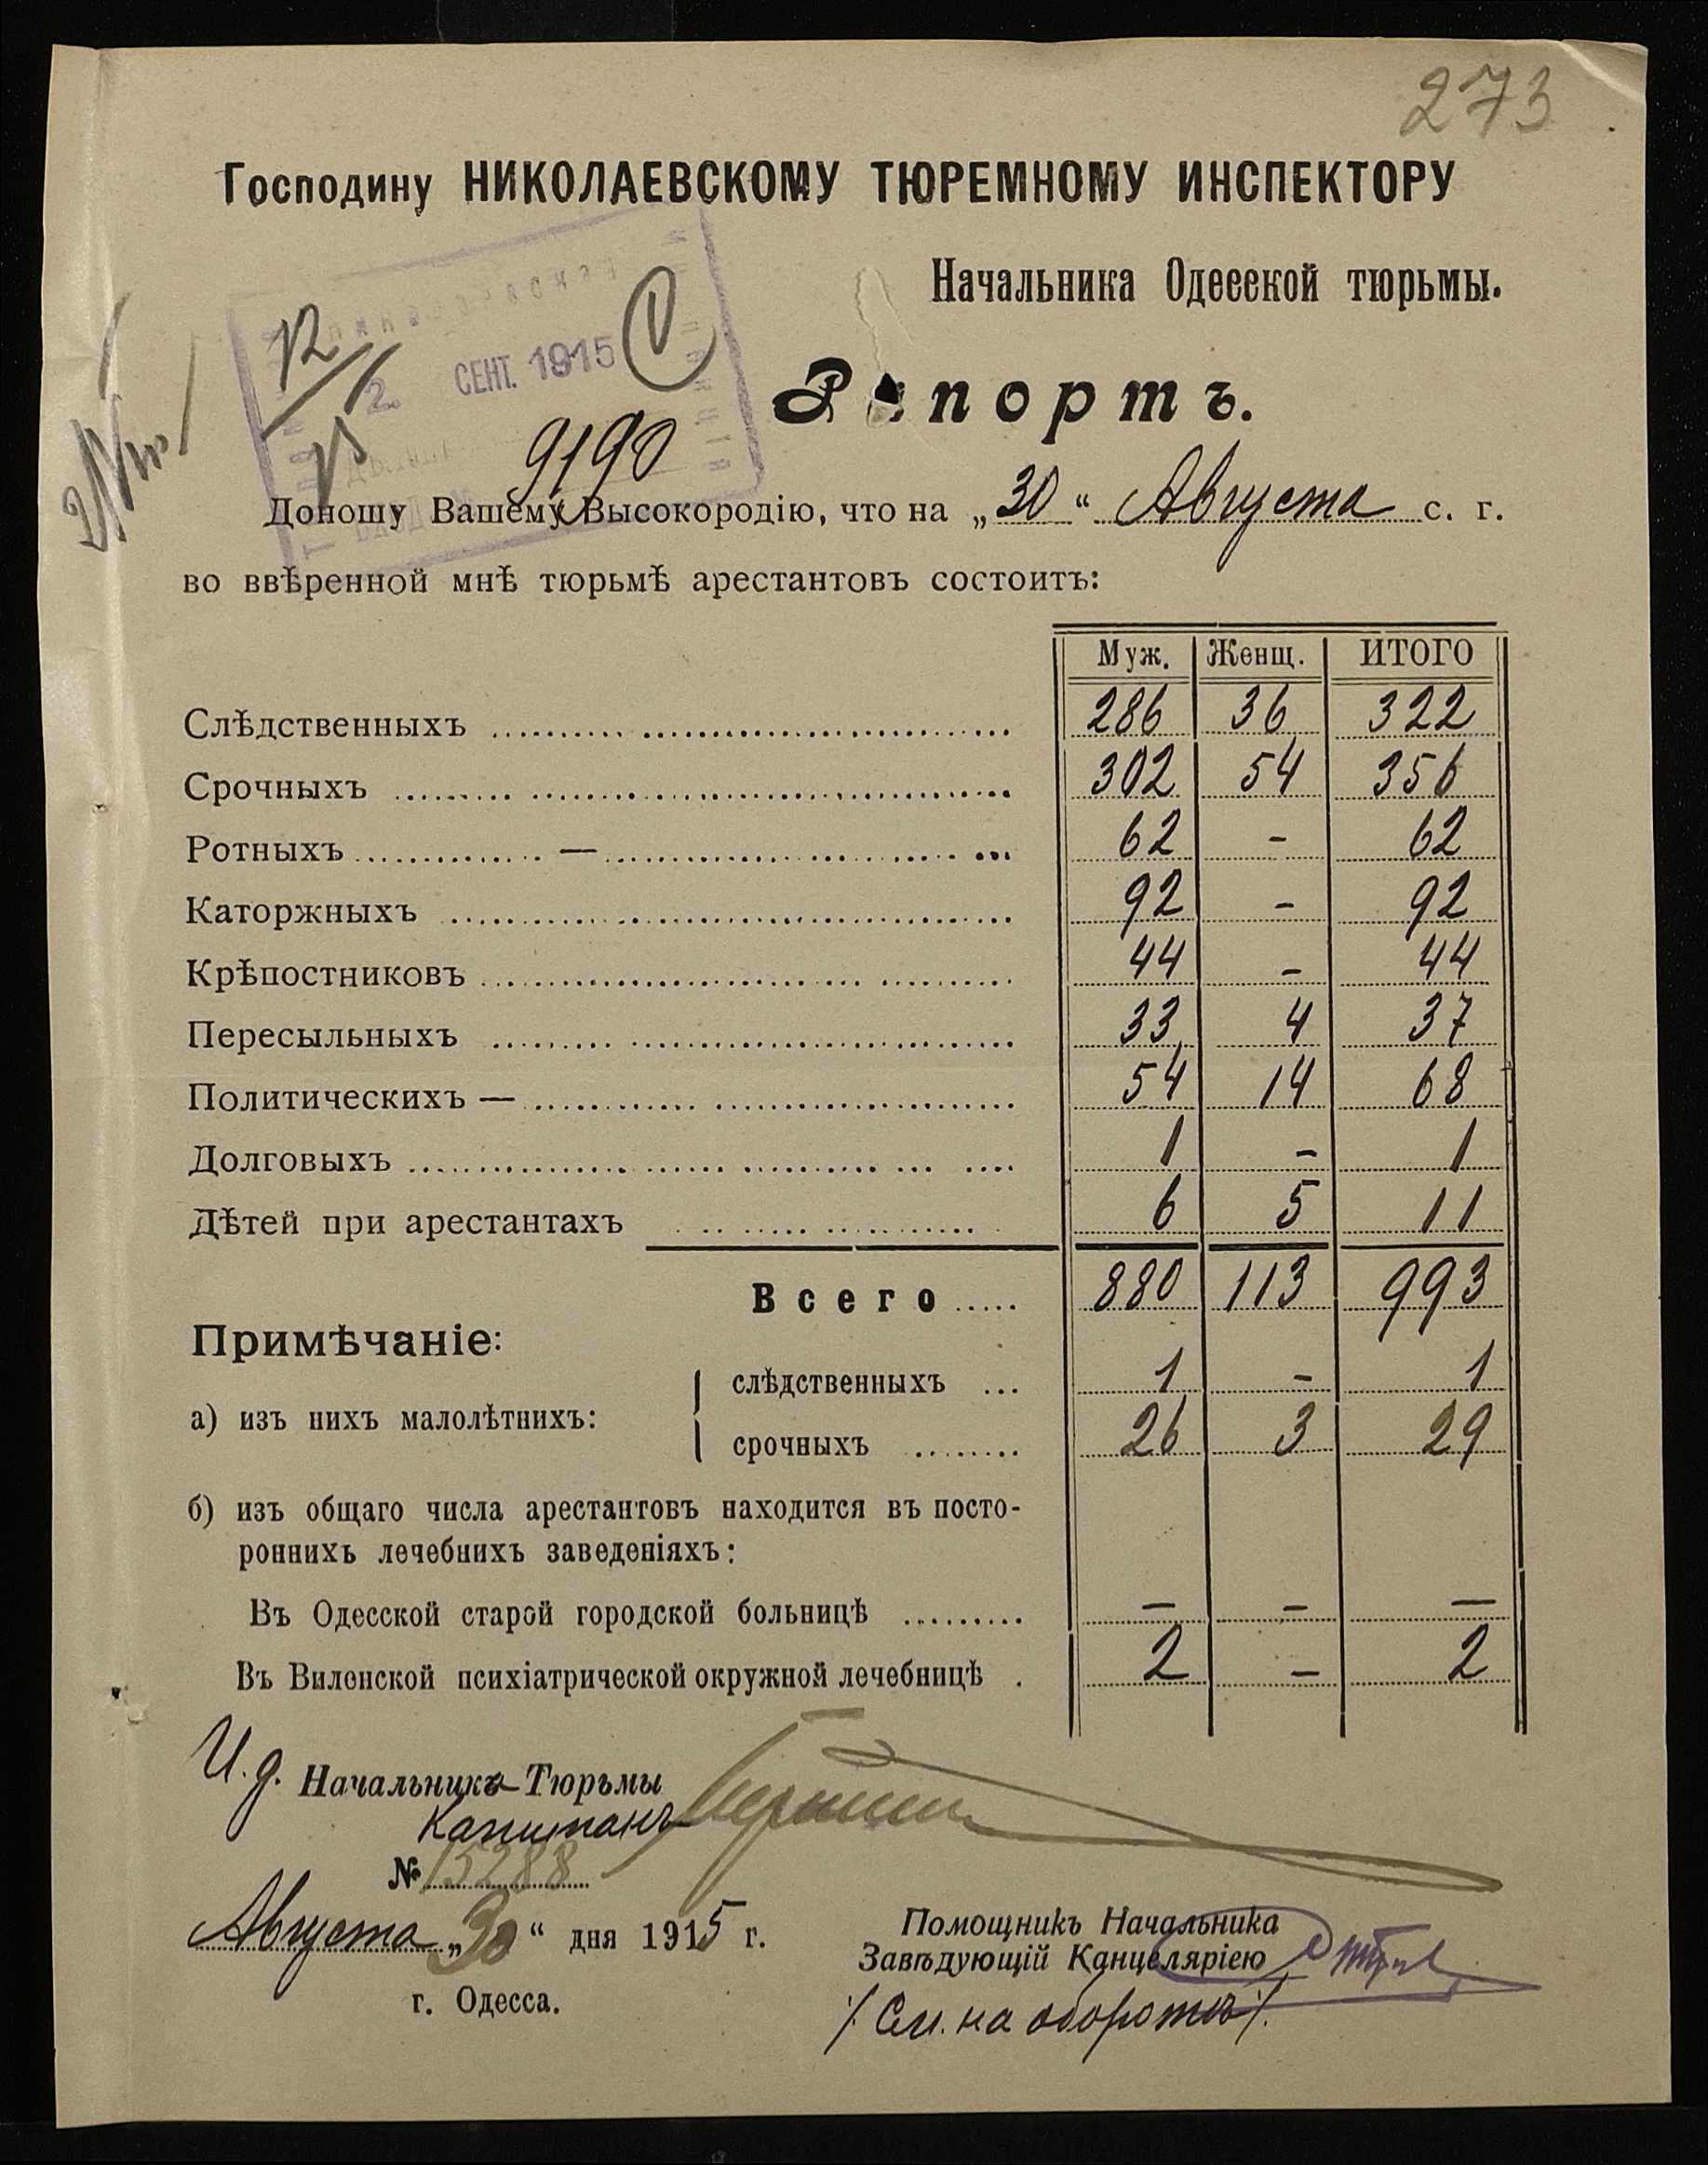 273
Господину НИКОЛАЕВСКОМУ ТЮРЕМНОМУ ИНСПЕКТОРУ
Начальника Одесской тюрьмы.
2 СЕНТ. 1915
Рапортъ.
9190
Доношу Вашему Высокородію, что на „30“ Августа с. г.
во ввѣренной мнѣ тюрьмѣ арестантовъ состоитъ:
Муж. Женщ. ИТОГО
Слѣдственныхъ 286 36 322
Срочныхъ 302 54 356
Ротныхъ — 62 - 62
Каторжныхъ 92 - 92
Крѣпостниковъ 44 - 44
Пересыльныхъ 33 4 37
Политическихъ — 54 14 68
Долговыхъ 1 - 1
Дѣтей при арестантахъ 6 5 11
Всего 880 113 993
Примѣчаніе:
а) изъ нихъ малолѣтнихъ:
слѣдственныхъ 1 - 1
срочныхъ 26 3 29
б) изъ общаго числа арестантовъ находится въ посто-
роннихь лечебнихъ заведеніяхъ:
Въ Одесской старой городской больницѣ — - —
Въ Виленской психіатрической окружной лечебницѣ 2 - 2
И. д. Начальника Тюрьмы
Капитанъ
№ 15288
Августа „30“ дня 1915 г.
г. Одесса.
Помощникъ Начальника
Завѣдующій Канцеляріею
/. См. на оборотѣ /.